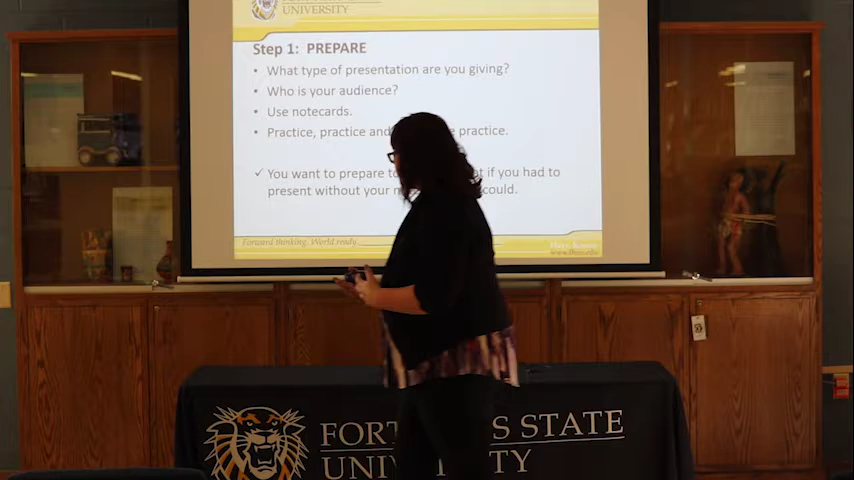 UNIVERSITY
Step 1: PREPARE
• What type of presentation are you giving?
• Who is your audience?
• Use notecards.
• Practice, practice and practice.
✓ You want to prepare to if you had to
present without your could.
Forward thinking. World ready.
FORT S STATE
UNI TY